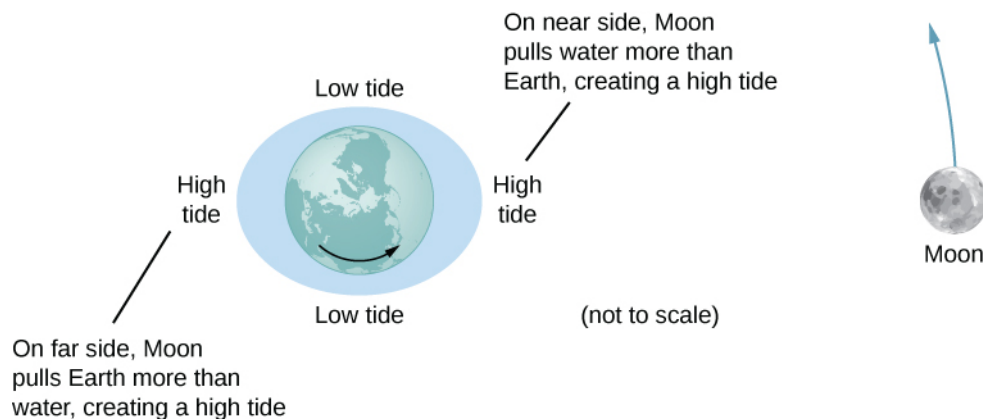 On near side, Moon
pulls water more than
Earth, creating a high tide
Low tide
High
tide
High
tide
Moon
Low tide
(not to scale)
On far side, Moon
pulls Earth more than
water, creating a high tide